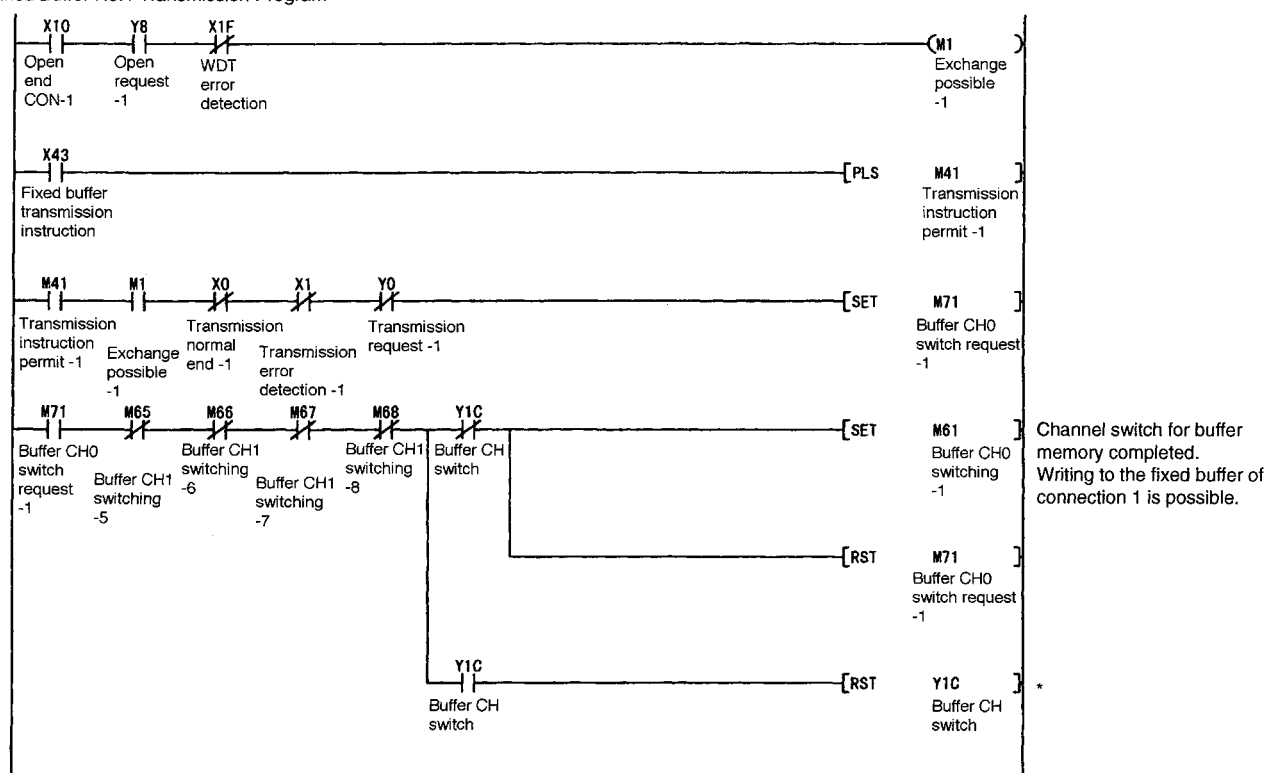 X10 Y8 X1F
(M1 )
Open end CON-1
Open request -1
WDT error detection
Exchange possible -1
X43
[PLS M41 ]
Fixed buffer transmission instruction
Transmission instruction permit -1
M41 M1 X0 X1 Y0
[SET M71 ]
Transmission instruction permit -1
Exchange possible -1
Transmission normal end -1
Transmission error detection -1
Transmission request -1
Buffer CH0 switch request -1
M71 M65 M66 M67 M68 Y1C
[SET M61 ]
Buffer CH0 switch request -1
Buffer CH1 switching -5
Buffer CH1 switching -6
Buffer CH1 switching -7
Buffer CH1 switching -8
Buffer CH switch
Buffer CH0 switching -1
Channel switch for buffer
memory completed.
Writing to the fixed buffer of
connection 1 is possible.
[RST M71 ]
Buffer CH0 switch request -1
Y1C
[RST Y1C ] *
Buffer CH switch
Buffer CH switch